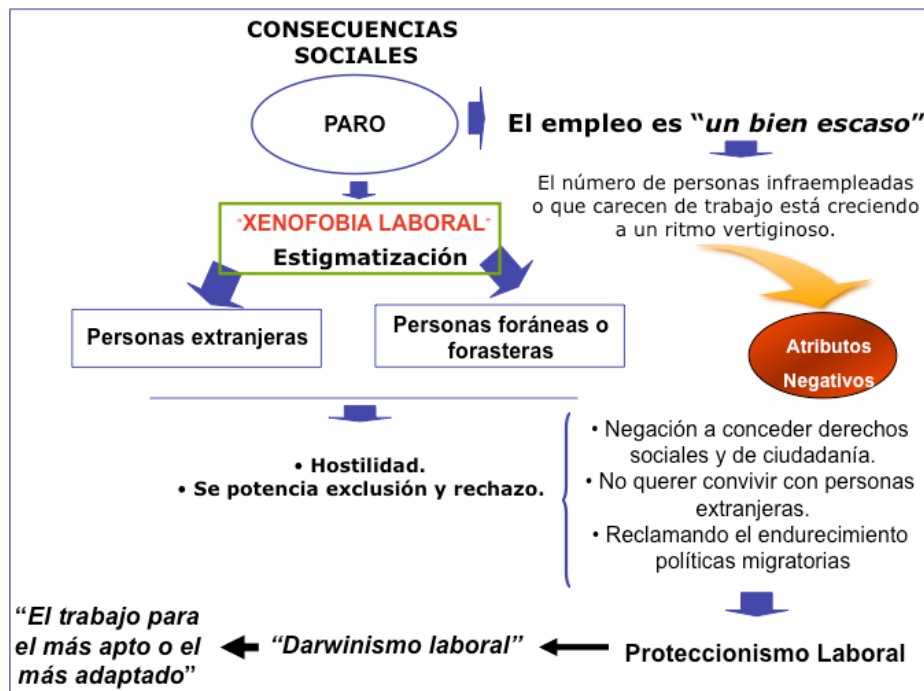 CONSECUENCIAS
SOCIALES
PARO
El empleo es “un bien escaso”
El número de personas infraempleadas
o que carecen de trabajo está creciendo
a un ritmo vertiginoso.
“XENOFOBIA LABORAL”
Estigmatización
Personas extranjeras
Personas foráneas o
forasteras
Atributos
Negativos
• Hostilidad.
• Se potencia exclusión y rechazo.
• Negación a conceder derechos
sociales y de ciudadanía.
• No querer convivir con personas
extranjeras.
• Reclamando el endurecimiento
políticas migratorias
Proteccionismo Laboral
“Darwinismo laboral”
“El trabajo para
el más apto o el
más adaptado”